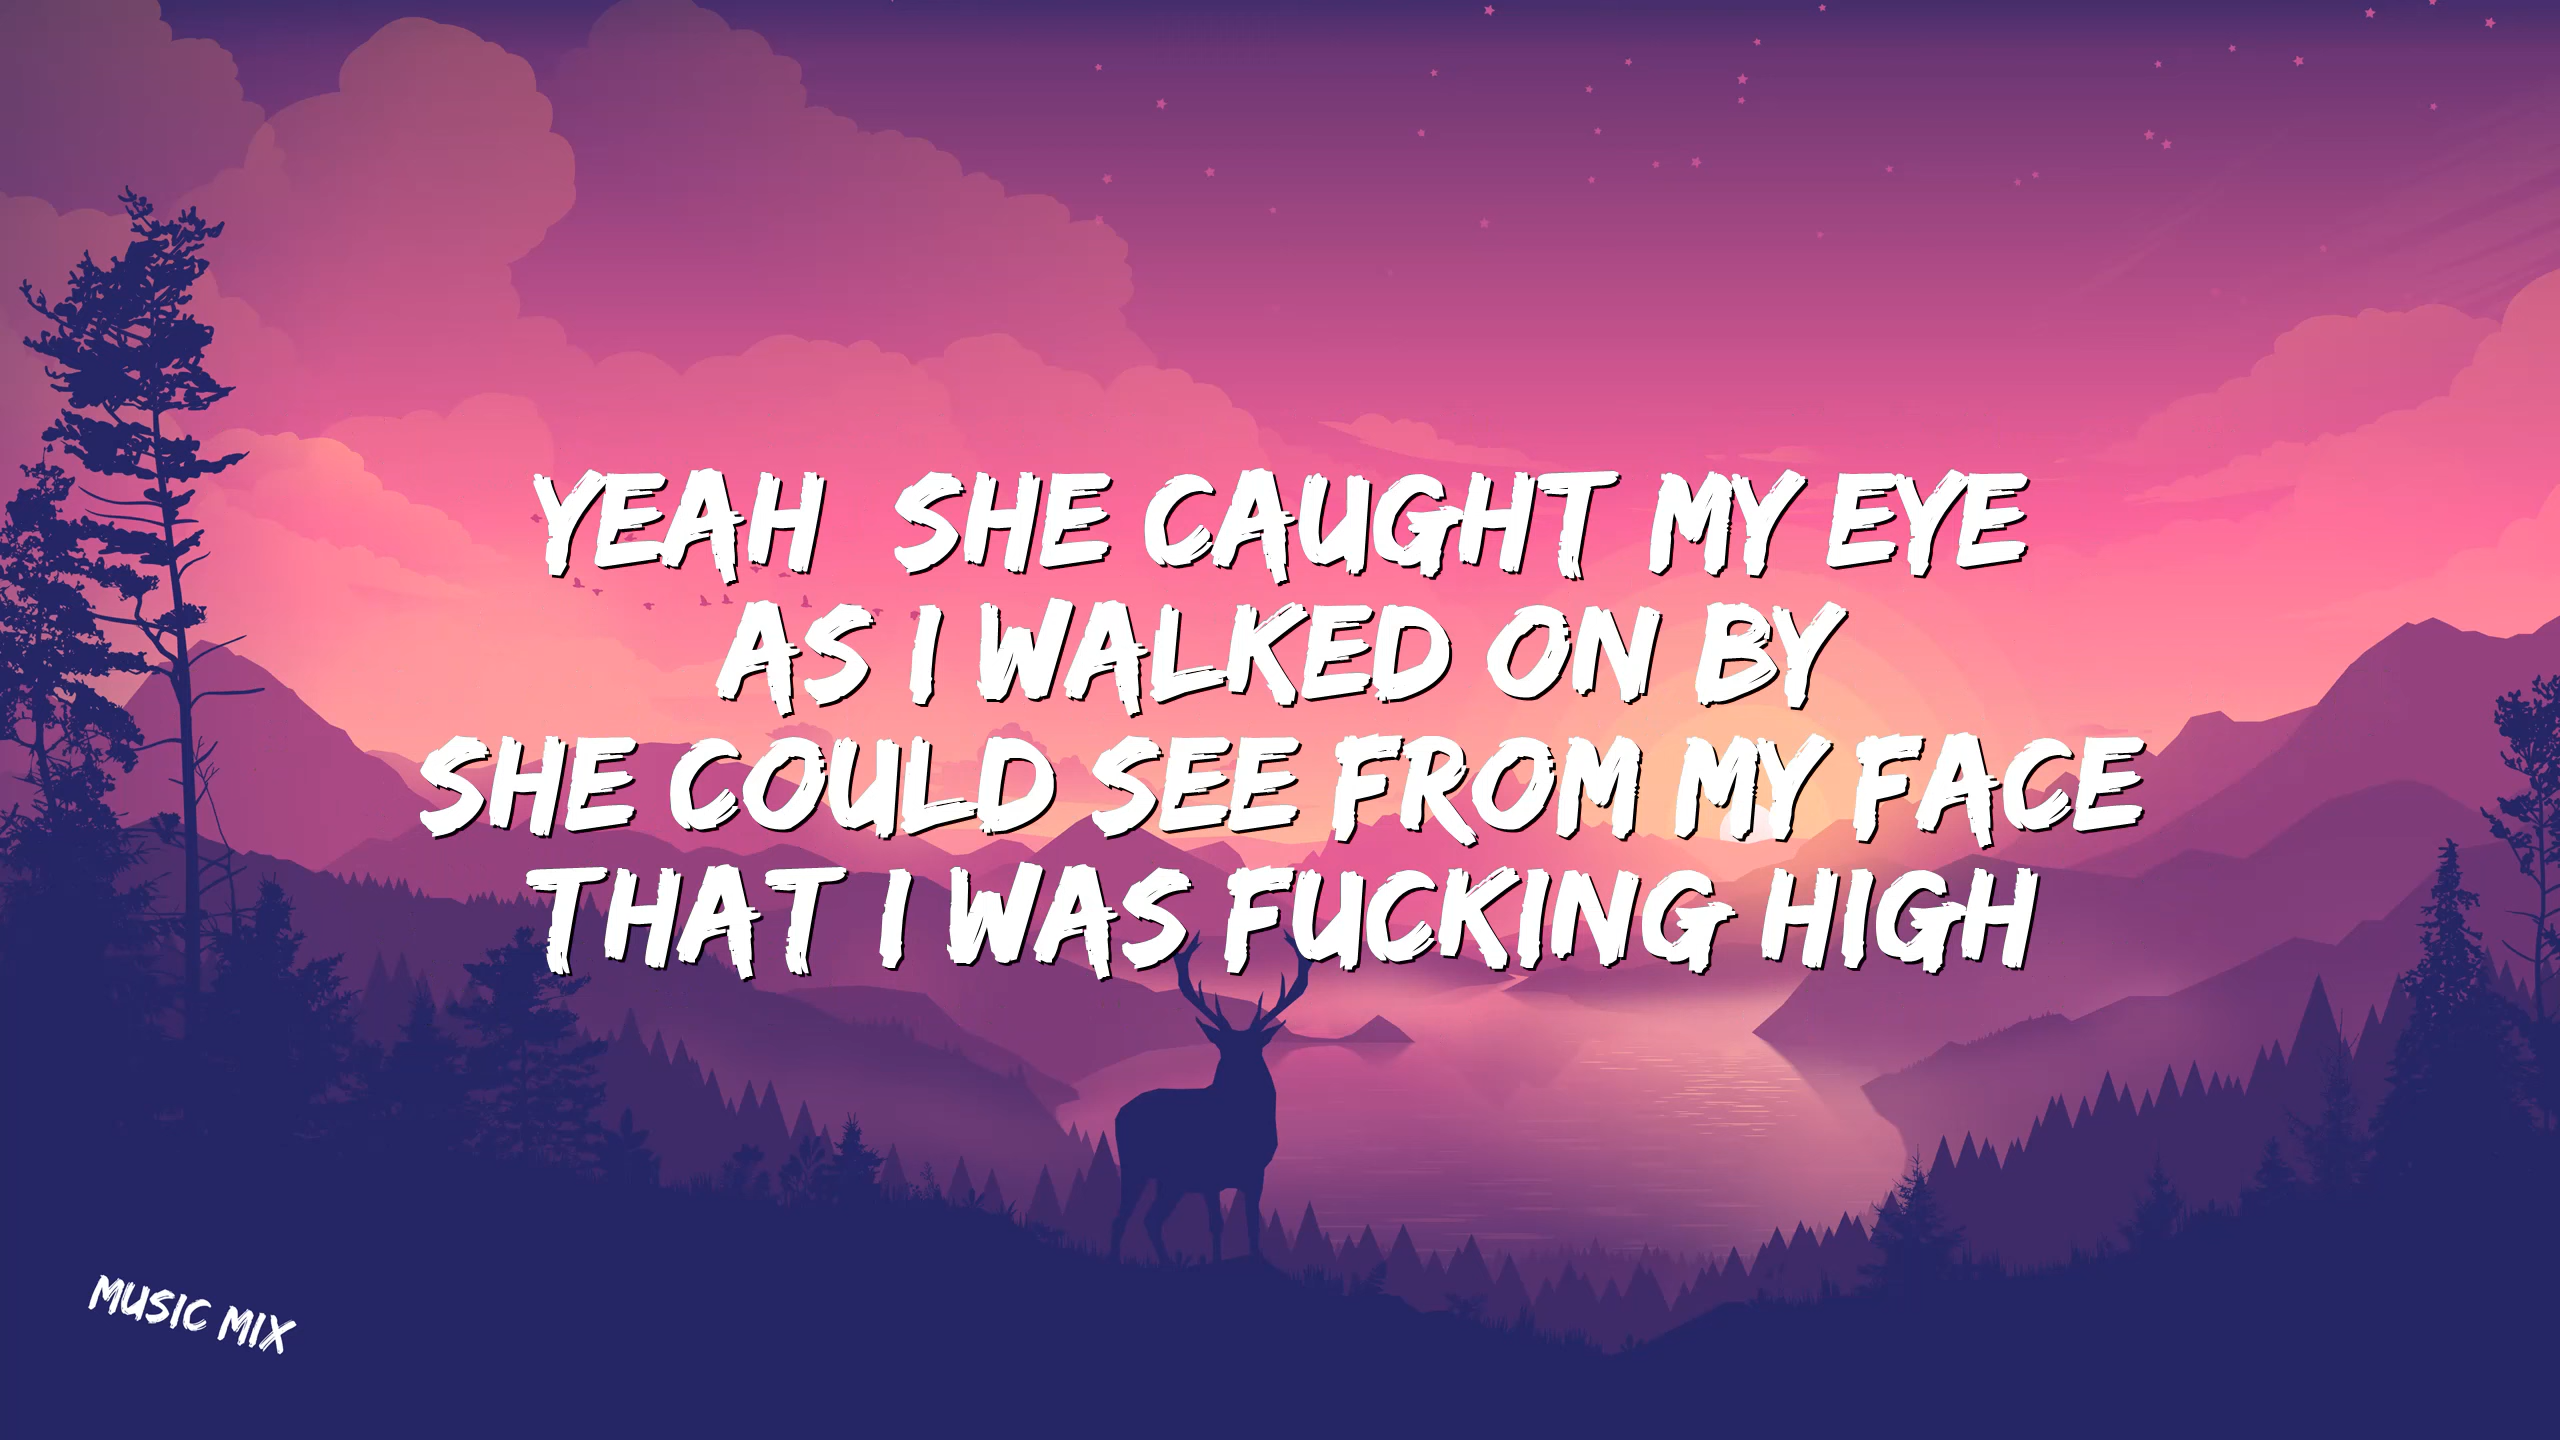 YEAH SHE CAUGHT MY EYE
AS I WALKED ON BY
SHE COULD SEE FROM MY FACE
THAT I WAS FUCKING HIGH
MUSIC MIX